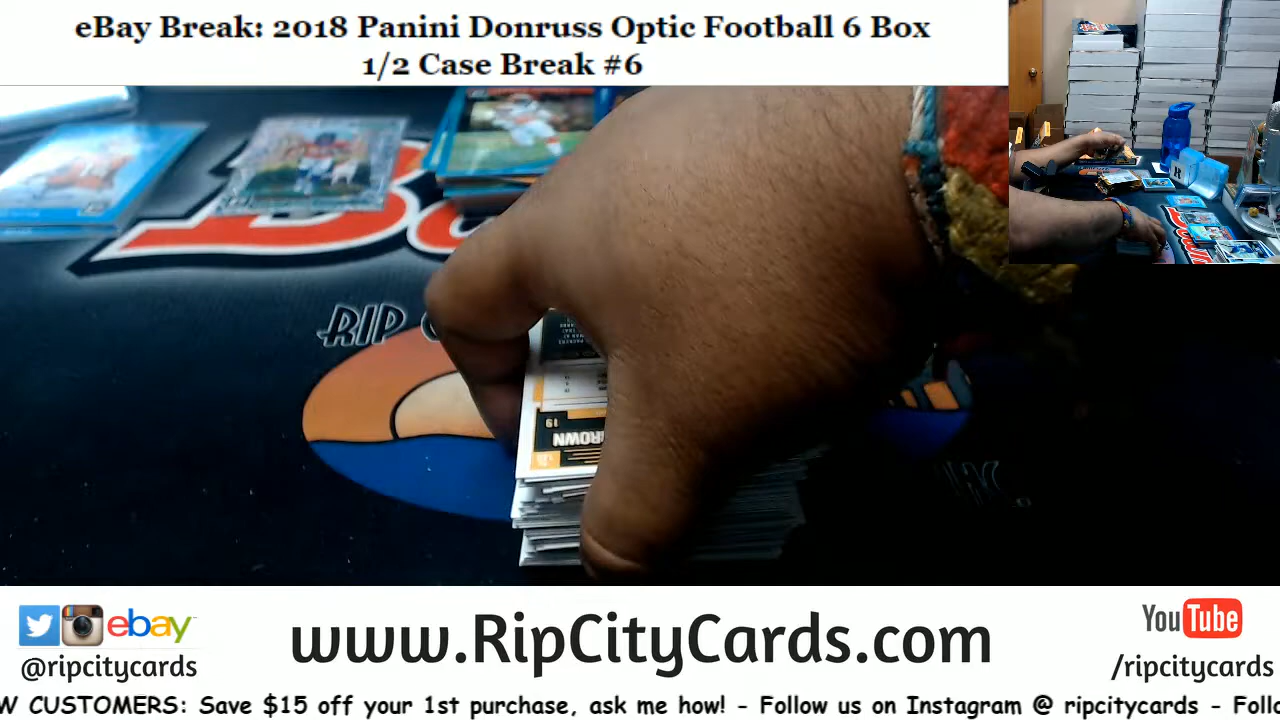 eBay Break: 2018 Panini Donruss Optic Football 6 Box
1/2 Case Break #6
RIP
19
BROWN
ebay
@ripcitycards
www.RipCityCards.com
YouTube
/ripcitycards
W CUSTOMERS: Save $15 off your 1st purchase, ask me how! - Follow us on Instagram @ ripcitycards - Follo